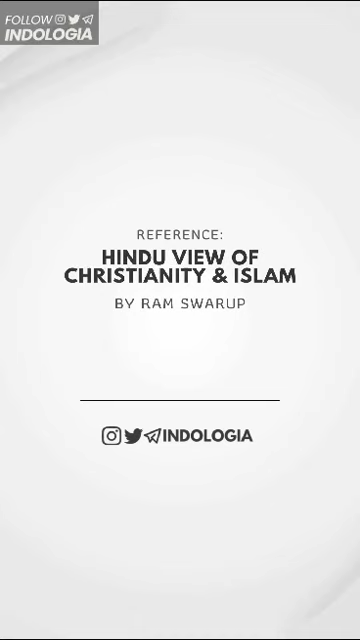 FOLLOW
INDOLOGIA
REFERENCE:
HINDU VIEW OF
CHRISTIANITY & ISLAM
BY RAM SWARUP
INDOLOGIA